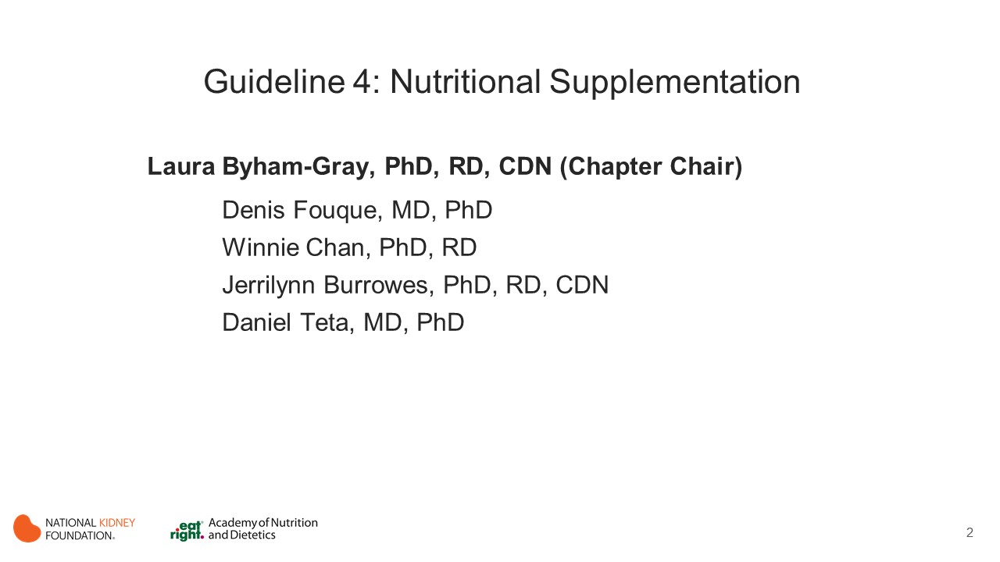 Guideline 4: Nutritional Supplementation
Laura Byham-Gray, PhD, RD, CDN (Chapter Chair)
Denis Fouque, MD, PhD
Winnie Chan, PhD, RD
Jerrilynn Burrowes, PhD, RD, CDN
Daniel Teta, MD, PhD
NATIONAL KIDNEY
FOUNDATION®
eat®
right.
Academy of Nutrition
and Dietetics
2